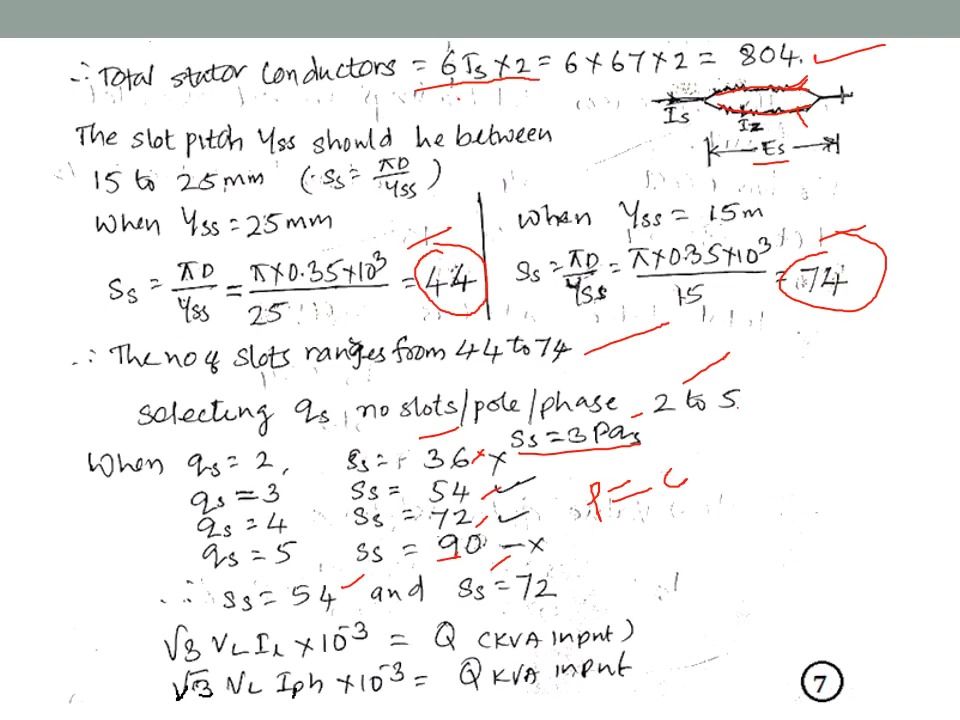 ∴ Total stator conductors = 6Ts × 2 = 6 × 67 × 2 = 804.
Is
Iz
Es
The slot pitch yss should be between
15 to 25mm (∵ Ss = πD/yss)
When yss = 25mm
Ss = πD/yss = π×0.35×10³/25 = 44
When yss = 15m
Ss = πD/yss = π×0.35×10³/15 = 74
∴ The no of slots ranges from 44 to 74
selecting qs, no slots/pole/phase - 2 to 5.
Ss = 3Pqs
When qs = 2, Ss = 36 × ×
qs = 3 Ss = 54 ✓
qs = 4 Ss = 72, ✓
qs = 5 Ss = 90 – ×
P = 6
∴ Ss = 54 and Ss = 72
√3 VL IL × 10⁻³ = Q (KVA input)
√3 VL Iph × 10⁻³ = Q KVA input
7